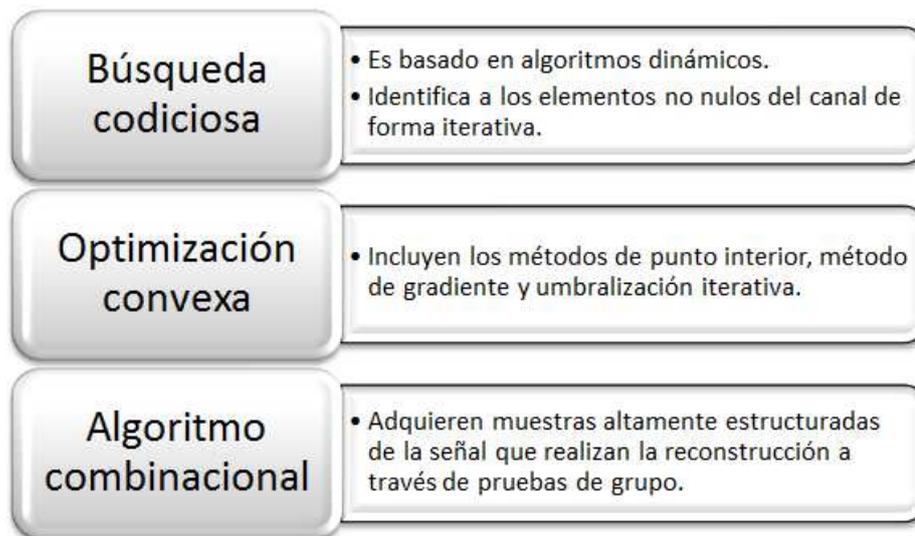 Búsqueda
codiciosa
• Es basado en algoritmos dinámicos.
• Identifica a los elementos no nulos del canal de
forma iterativa.
Optimización
convexa
• Incluyen los métodos de punto interior, método
de gradiente y umbralización iterativa.
Algoritmo
combinacional
• Adquieren muestras altamente estructuradas
de la señal que realizan la reconstrucción a
través de pruebas de grupo.